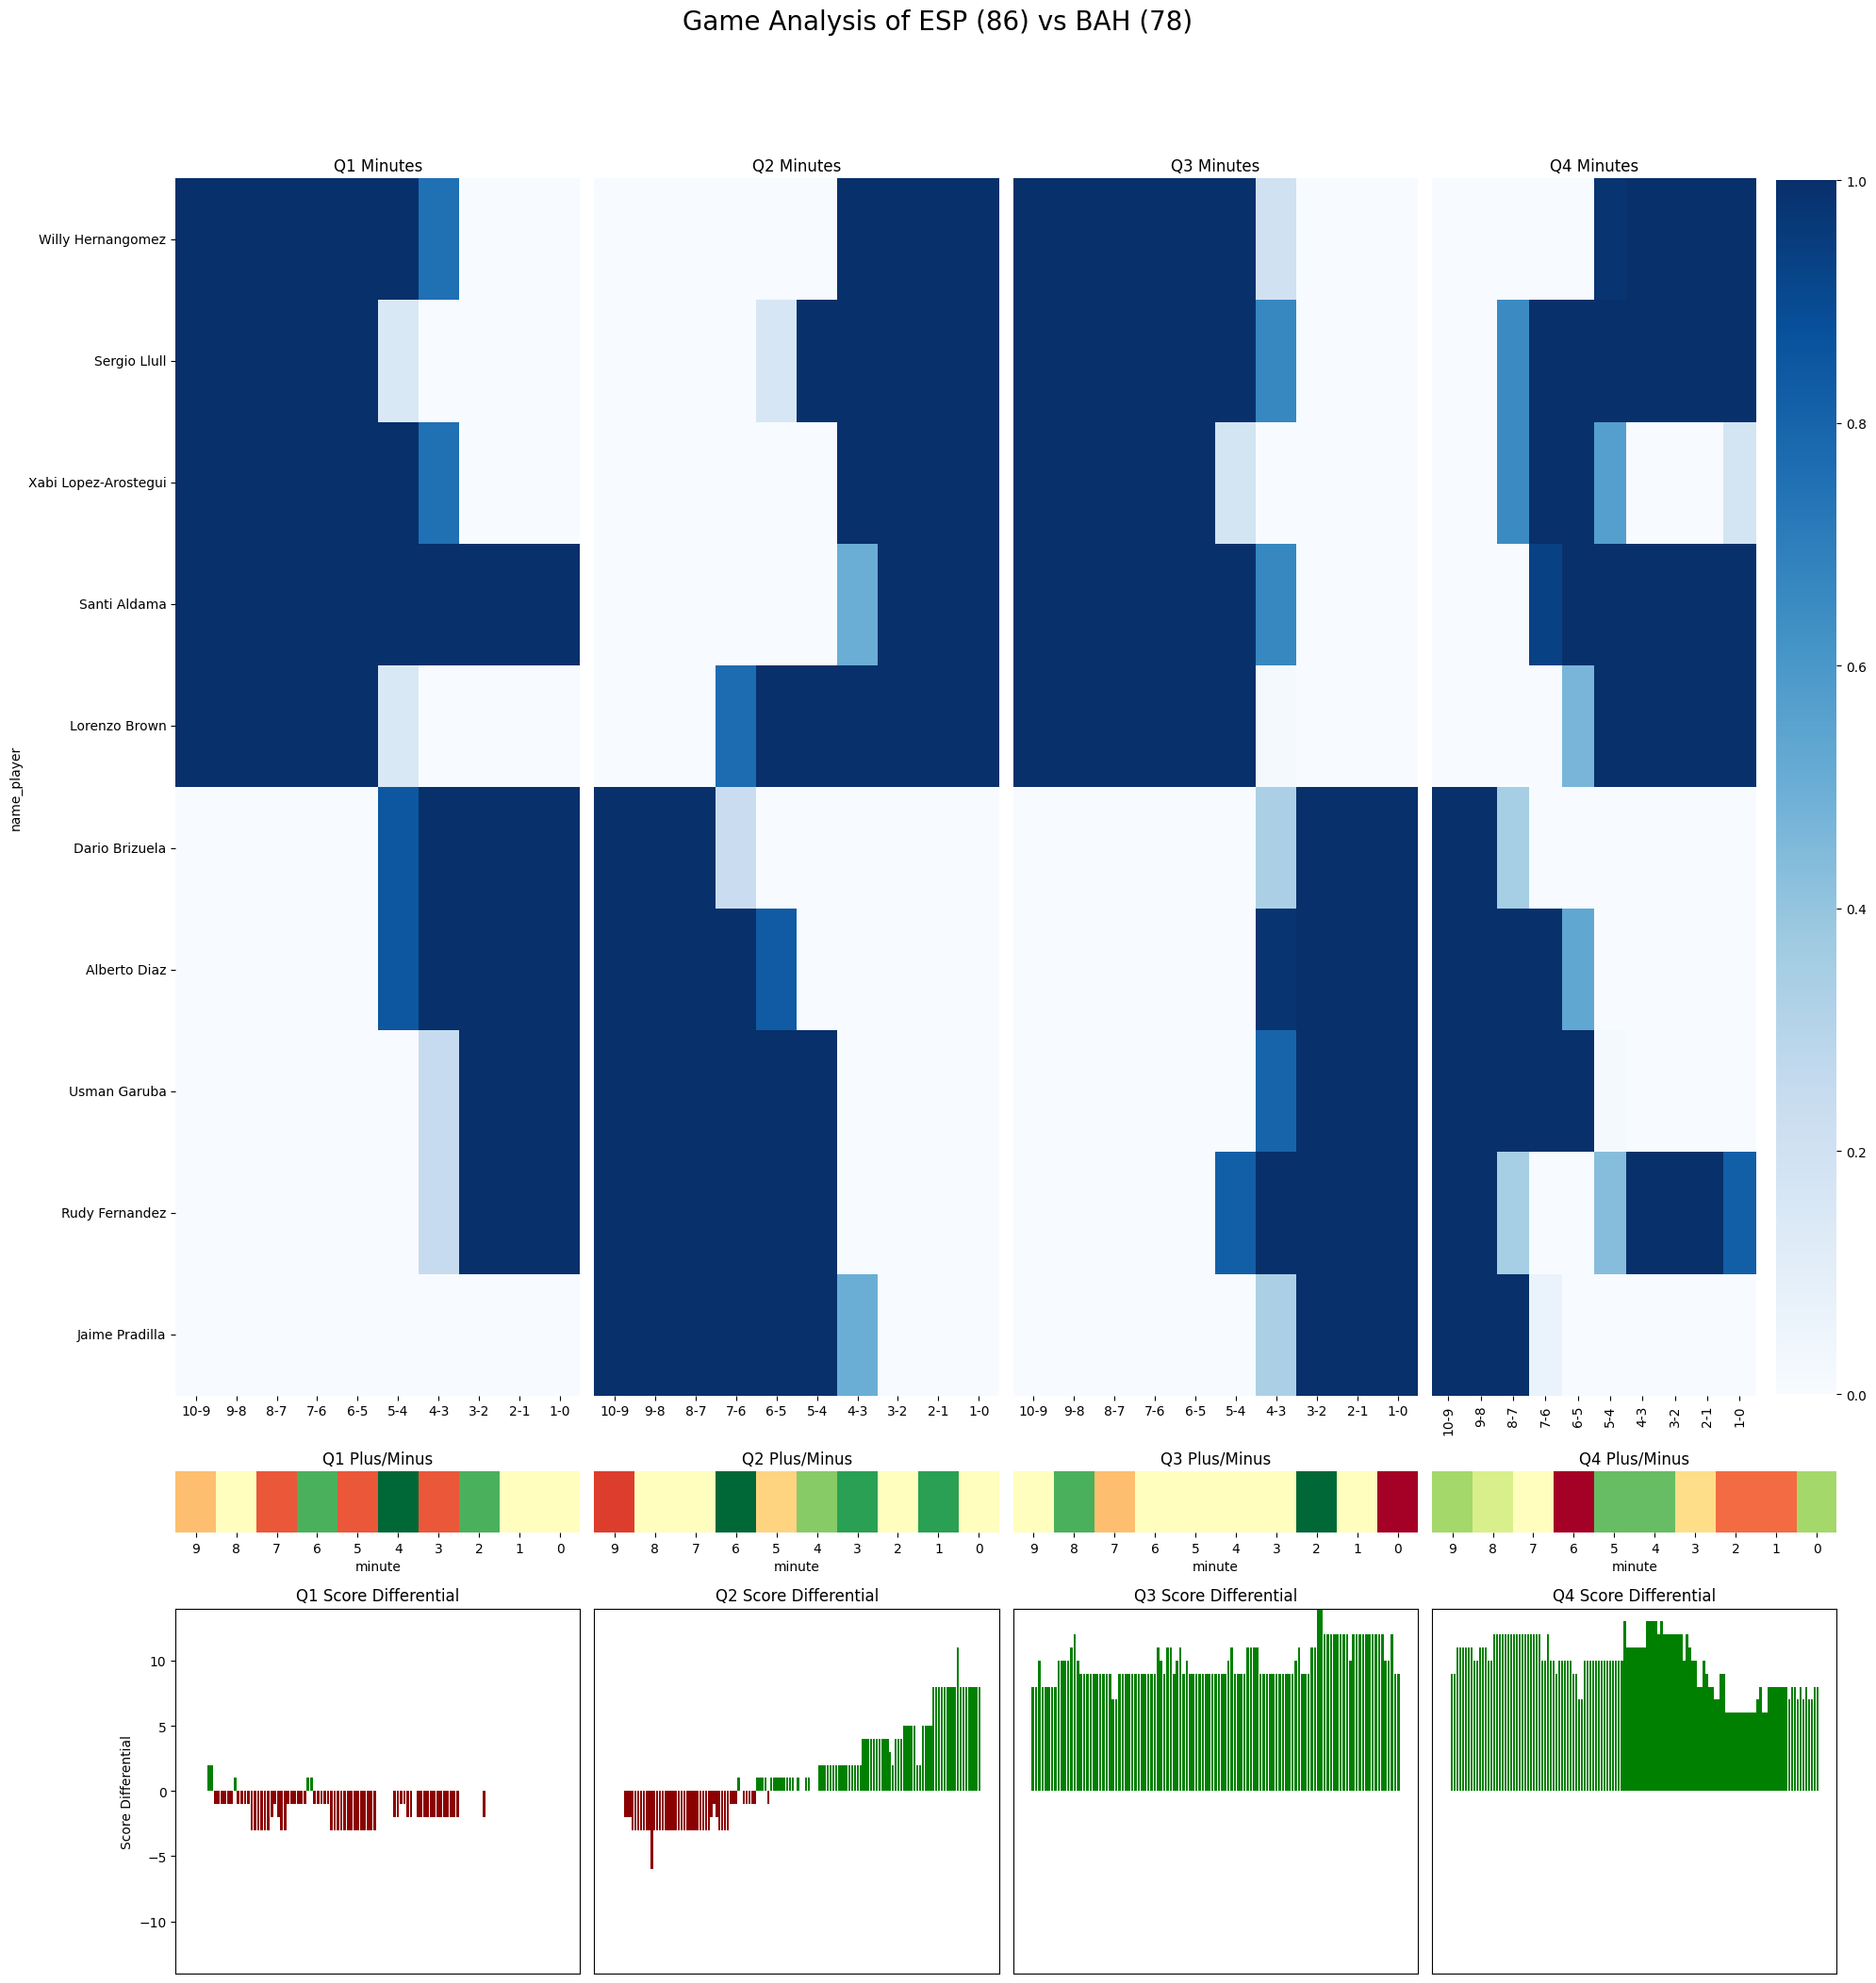 Game Analysis of ESP (86) vs BAH (78)
Q1 Minutes
Q2 Minutes
Q3 Minutes
Q4 Minutes
name_player
Willy Hernangomez
Sergio Llull
Xabi Lopez-Arostegui
Santi Aldama
Lorenzo Brown
Dario Brizuela
Alberto Diaz
Usman Garuba
Rudy Fernandez
Jaime Pradilla
1.0
0.8
0.6
0.4
0.2
0.0
10-9 9-8 8-7 7-6 6-5 5-4 4-3 3-2 2-1 1-0
10-9 9-8 8-7 7-6 6-5 5-4 4-3 3-2 2-1 1-0
10-9 9-8 8-7 7-6 6-5 5-4 4-3 3-2 2-1 1-0
10-9 9-8 8-7 7-6 6-5 5-4 4-3 3-2 2-1 1-0
Q1 Plus/Minus
Q2 Plus/Minus
Q3 Plus/Minus
Q4 Plus/Minus
9 8 7 6 5 4 3 2 1 0
9 8 7 6 5 4 3 2 1 0
9 8 7 6 5 4 3 2 1 0
9 8 7 6 5 4 3 2 1 0
minute
minute
minute
minute
Q1 Score Differential
Q2 Score Differential
Q3 Score Differential
Q4 Score Differential
Score Differential
10
5
0
−5
−10